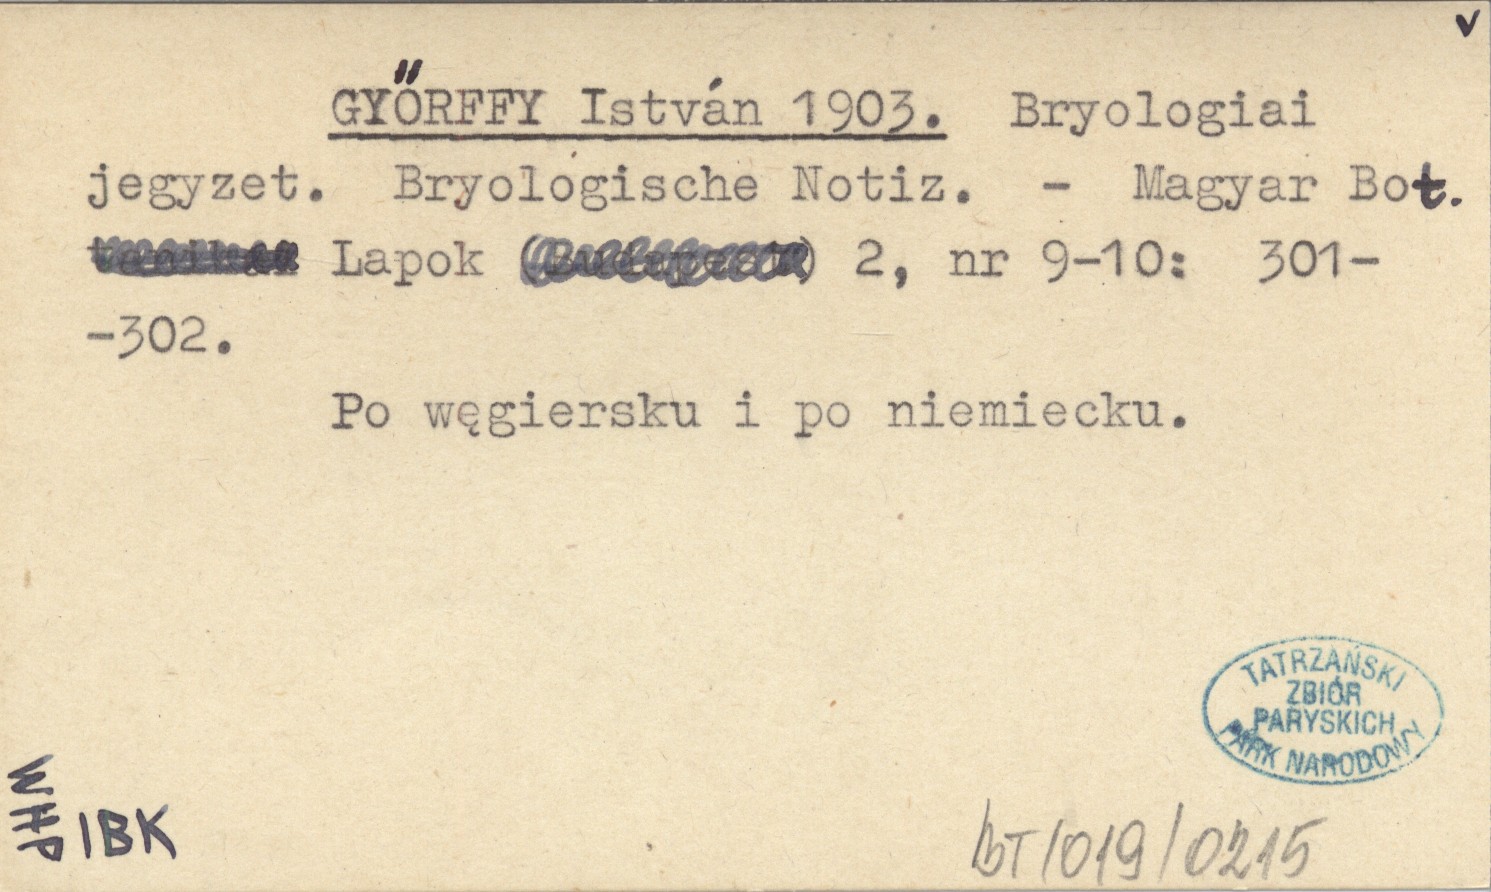 v
GYŐRFFY István 1903. Bryologiai
jegyzet. Bryologische Notiz. - Magyar Bot.
Lapok 2, nr 9-10: 301-
-302.
Po węgiersku i po niemiecku.
TATRZAŃSKI
ZBIÓR
PARYSKICH
PARK NARODOWY
WHP
IBK
BT/019/0215